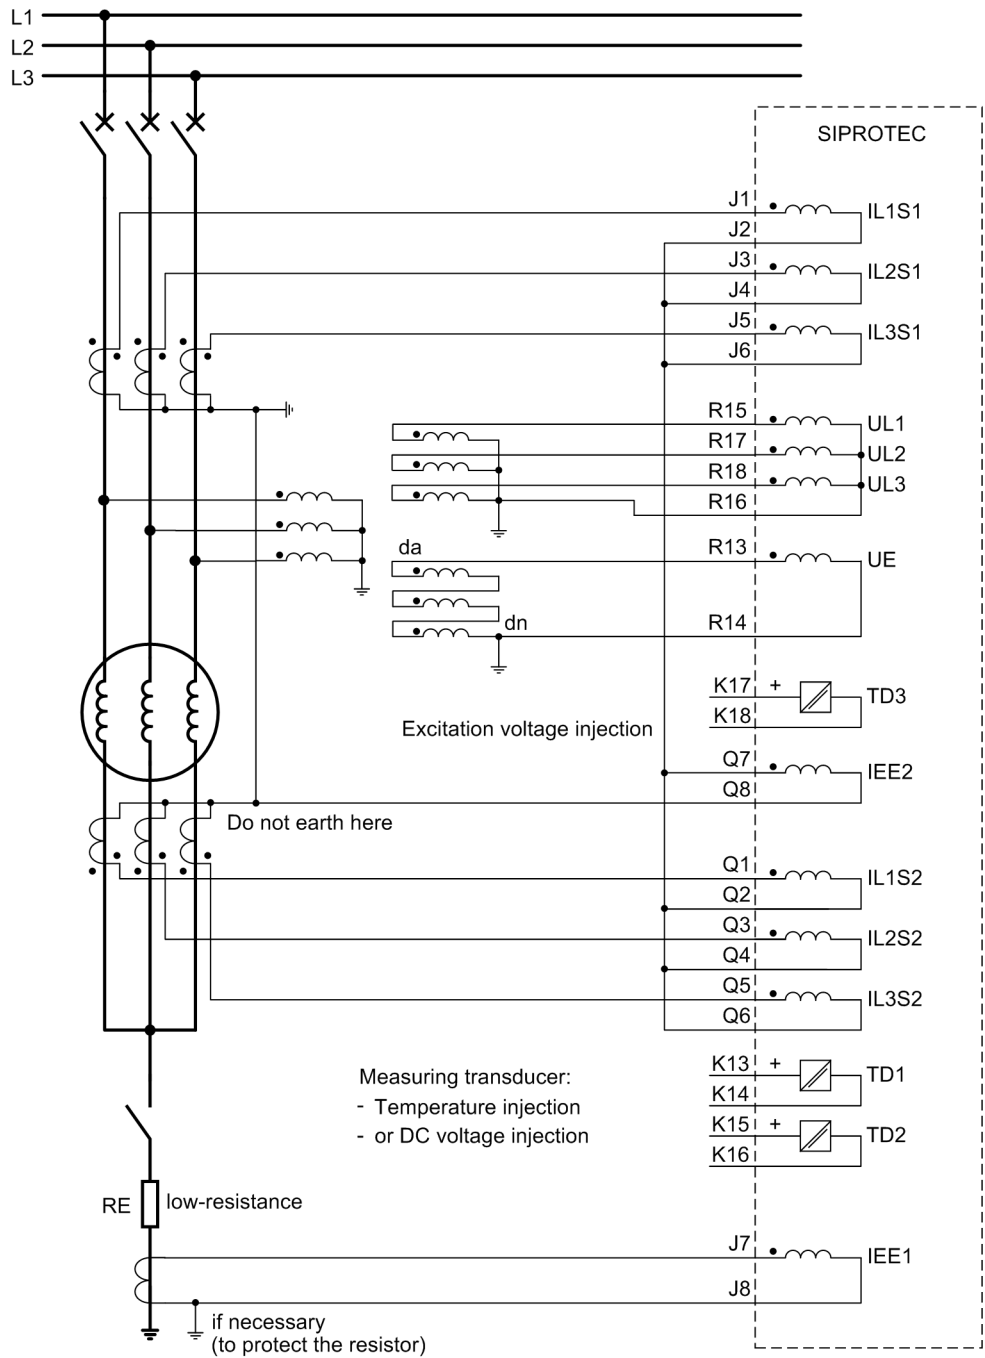 L1
L2
L3
SIPROTEC
J1
IL1S1
J2
J3
IL2S1
J4
J5
IL3S1
J6
R15
UL1
R17
UL2
R18
UL3
R16
da
R13
UE
dn
R14
K17 +
TD3
K18
Excitation voltage injection
Q7
IEE2
Q8
Do not earth here
Q1
IL1S2
Q2
Q3
IL2S2
Q4
Q5
IL3S2
Q6
K13 +
TD1
Measuring transducer:
K14
- Temperature injection
K15 +
- or DC voltage injection
TD2
K16
RE
low-resistance
J7
IEE1
J8
if necessary
(to protect the resistor)